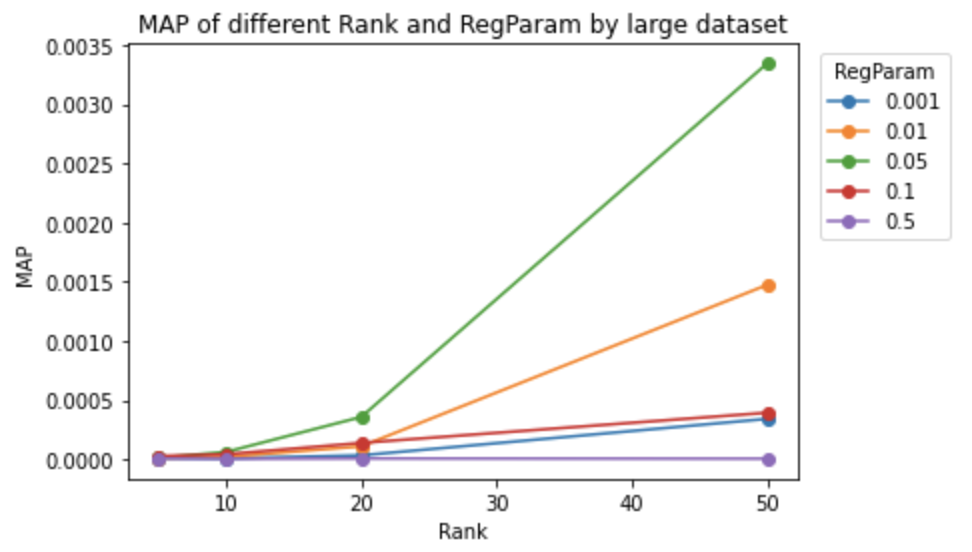 MAP of different Rank and RegParam by large dataset
0.0035
0.0030
0.0025
0.0020
0.0015
0.0010
0.0005
0.0000
MAP
10 20 30 40 50
Rank
RegParam
0.001
0.01
0.05
0.1
0.5